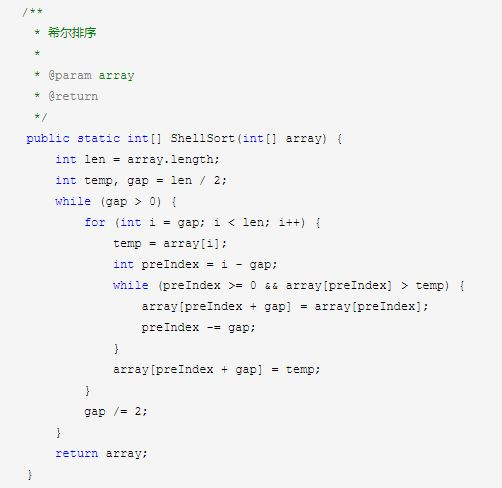 /**
 * 希尔排序
 *
 * @param array
 * @return
 */
public static int[] ShellSort(int[] array) {
    int len = array.length;
    int temp, gap = len / 2;
    while (gap > 0) {
        for (int i = gap; i < len; i++) {
            temp = array[i];
            int preIndex = i - gap;
            while (preIndex >= 0 && array[preIndex] > temp) {
                array[preIndex + gap] = array[preIndex];
                preIndex -= gap;
            }
            array[preIndex + gap] = temp;
        }
        gap /= 2;
    }
    return array;
}